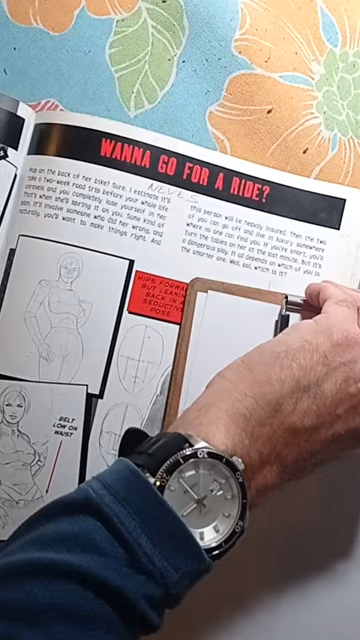 WANNA GO FOR A RIDE?
NEVES
Hop on the back of her bike? Sure. I estimate it'll
take a two-week road trip before your whole life
unravels and you completely lose yourself in her.
That's when she'll spring it on you. Some kind of
plan. It'll involve someone who did her wrong, and
naturally, you'll want to make things right. And
this person will be heavily insured. Then the two
of you can go off and live in luxury somewhere
where no one can find you. If you're smart, you'll
turn the tables on her at the last minute. But it's
a dangerous play. It all depends on which of you is
the smarter one. Well, pal, which is it?
HIPS FORWARD
BUT LEANING
BACK IN A
SEDUCTIVE
POSE
BELT
LOW ON
WAIST